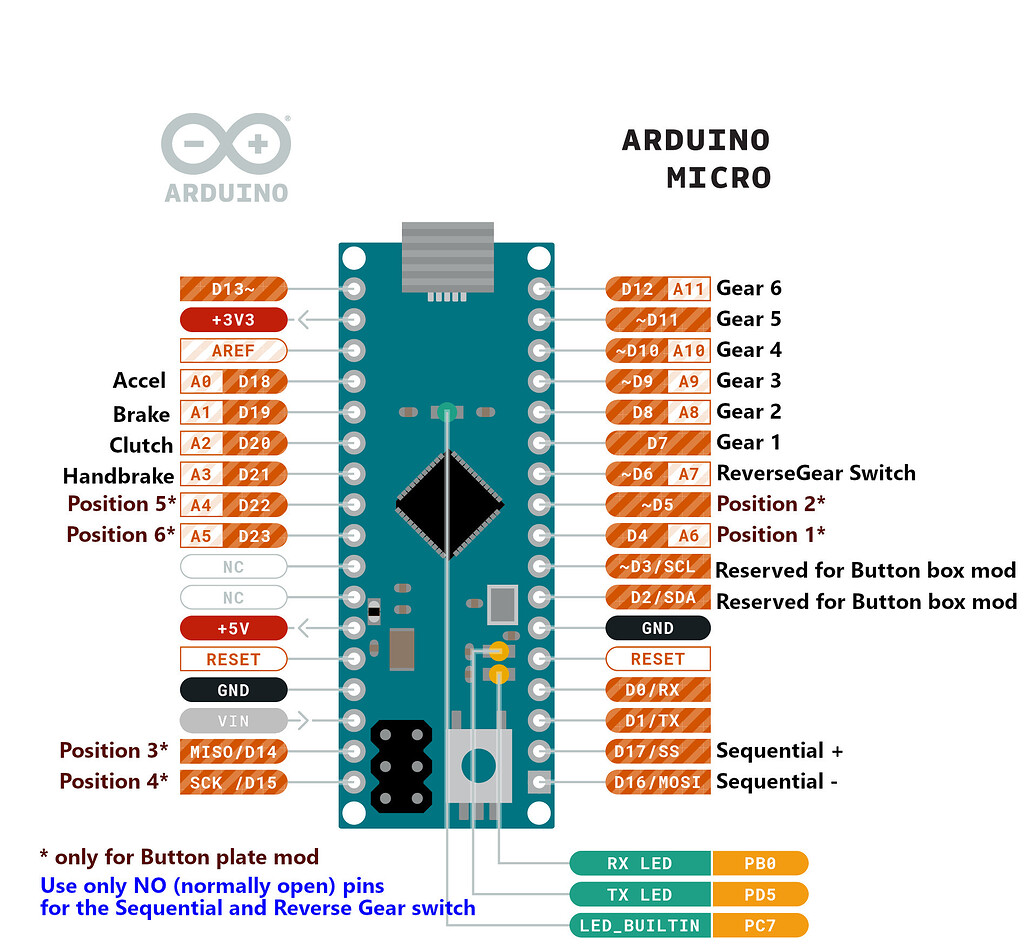 ARDUINO
ARDUINO
MICRO
D13~
+3V3
AREF
Accel A0 D18
Brake A1 D19
Clutch A2 D20
Handbrake A3 D21
Position 5* A4 D22
Position 6* A5 D23
NC
NC
+5V
RESET
GND
VIN
Position 3* MISO/D14
Position 4* SCK /D15
D12 A11 Gear 6
~D11 Gear 5
~D10 A10 Gear 4
~D9 A9 Gear 3
D8 A8 Gear 2
D7 Gear 1
~D6 A7 ReverseGear Switch
~D5 Position 2*
D4 A6 Position 1*
~D3/SCL Reserved for Button box mod
D2/SDA Reserved for Button box mod
GND
RESET
D0/RX
D1/TX
D17/SS Sequential +
D16/MOSI Sequential -
* only for Button plate mod
Use only NO (normally open) pins
for the Sequential and Reverse Gear switch
RX LED PB0
TX LED PD5
LED_BUILTIN PC7